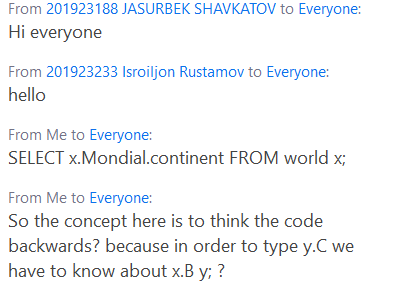 From 201923188 JASURBEK SHAVKATOV to Everyone:
Hi everyone
From 201923233 Isroiljon Rustamov to Everyone:
hello
From Me to Everyone:
SELECT x.Mondial.continent FROM world x;
From Me to Everyone:
So the concept here is to think the code
backwards? because in order to type y.C we
have to know about x.B y; ?